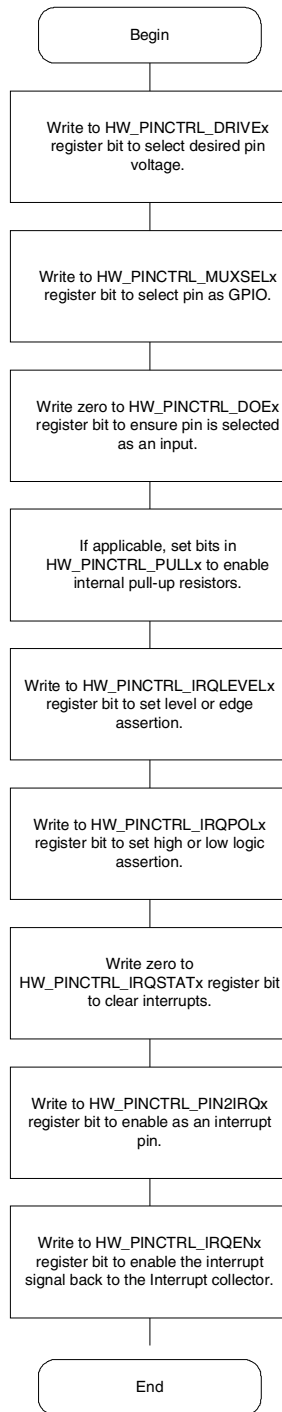 Begin
Write to HW_PINCTRL_DRIVEx
register bit to select desired pin
voltage.
Write to HW_PINCTRL_MUXSELx
register bit to select pin as GPIO.
Write zero to HW_PINCTRL_DOEx
register bit to ensure pin is selected
as an input.
If applicable, set bits in
HW_PINCTRL_PULLx to enable
internal pull-up resistors.
Write to HW_PINCTRL_IRQLEVELx
register bit to set level or edge
assertion.
Write to HW_PINCTRL_IRQPOLx
register bit to set high or low logic
assertion.
Write zero to
HW_PINCTRL_IRQSTATx register bit
to clear interrupts.
Write to HW_PINCTRL_PIN2IRQx
register bit to enable as an interrupt
pin.
Write to HW_PINCTRL_IRQENx
register bit to enable the interrupt
signal back to the Interrupt collector.
End